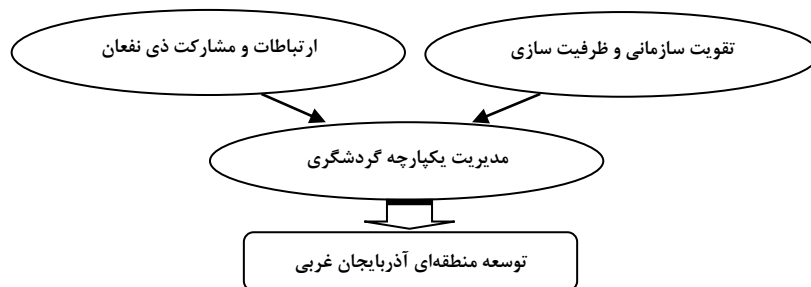 تقویت سازمانی و ظرفیت سازی
ارتباطات و مشارکت ذی نفعان
مدیریت یکپارچه گردشگری
توسعه منطقه‌ای آذربایجان غربی